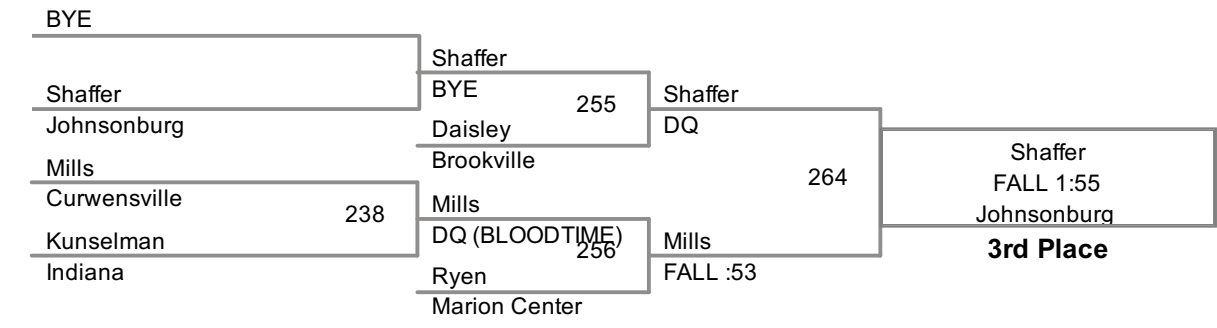 BYE
Shaffer
Johnsonburg
Mills
Curwensville
238
Kunselman
Indiana
Shaffer
BYE
255
Daisley
Brookville
Mills
DQ (BLOODTIME)
256
Ryen
Marion Center
Shaffer
DQ
264
Mills
FALL :53
Shaffer
FALL 1:55
Johnsonburg
3rd Place